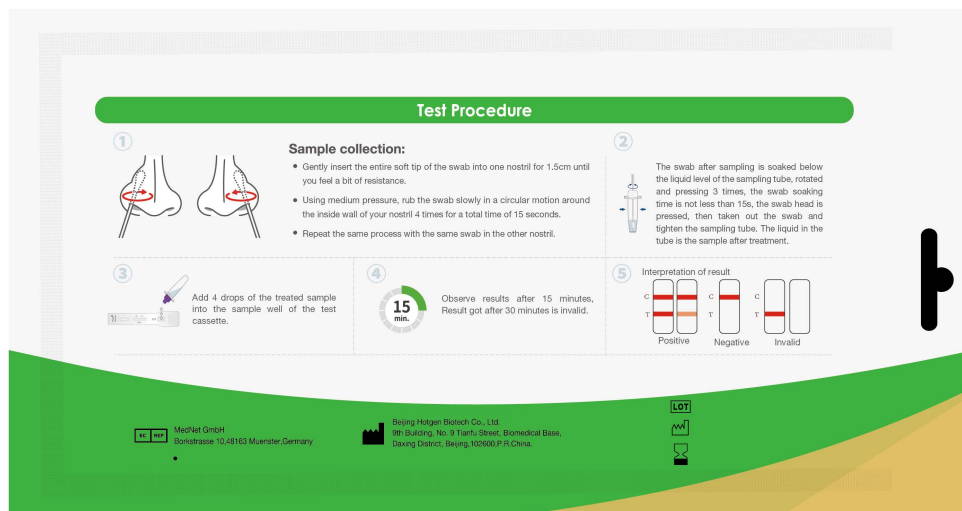 Test Procedure
1
Sample collection:
• Gently insert the entire soft tip of the swab into one nostril for 1.5cm until
you feel a bit of resistance.
• Using medium pressure, rub the swab slowly in a circular motion around
the inside wall of your nostril 4 times for a total time of 15 seconds.
• Repeat the same process with the same swab in the other nostril.
2
The swab after sampling is soaked below
the liquid level of the sampling tube, rotated
and pressing 3 times, the swab soaking
time is not less than 15s, the swab head is
pressed, then taken out the swab and
tighten the sampling tube. The liquid in the
tube is the sample after treatment.
3
Add 4 drops of the treated sample
into the sample well of the test
cassette.
4
15
min.
Observe results after 15 minutes,
Result got after 30 minutes is invalid.
5
Interpretation of result
C
T
C
T
C
T
Positive
Negative
Invalid
EC REP
MedNet GmbH
Borkstrasse 10,48163 Muenster,Germany
Beijing Hotgen Biotech Co., Ltd.
9th Building, No. 9 Tianfu Street, Biomedical Base,
Daxing District, Beijing,102600,P.R.China.
LOT